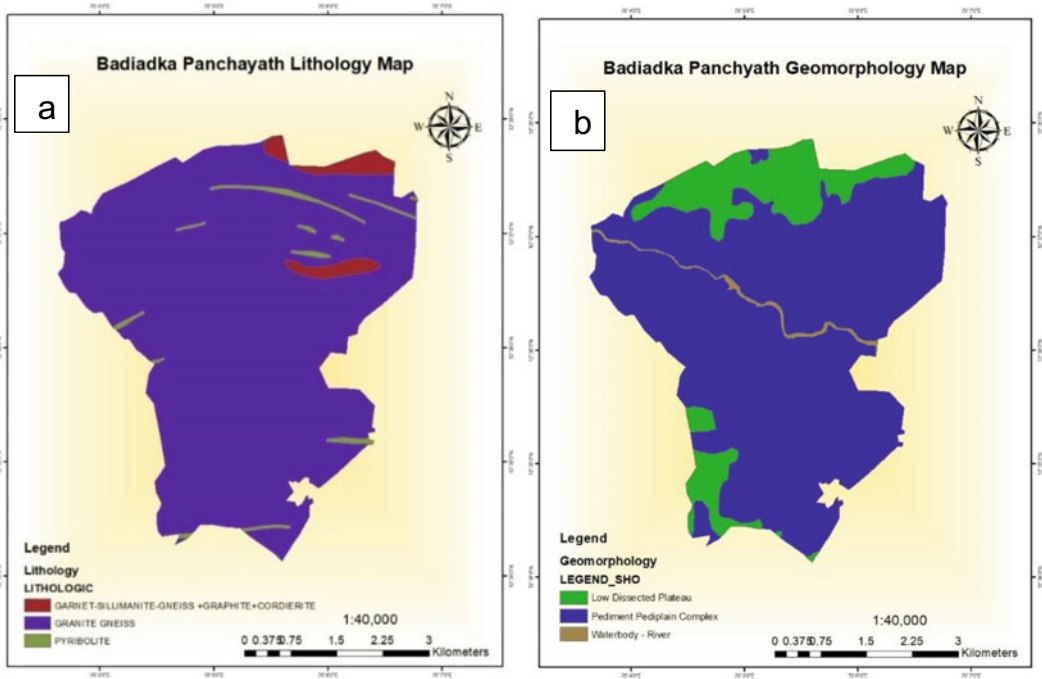 Badiadka Panchayath Lithology Map
a
N
W E
S
Legend
Lithology
LITHOLOGIC
GARNET-SILLIMANITE-GNEISS +GRAPHITE+CORDIERITE
GRANITE GNEISS
PYRIBOLITE
1:40,000
0 0.375 0.75 1.5 2.25 3
Kilometers
Badiadka Panchyath Geomorphology Map
b
N
W E
S
Legend
Geomorphology
LEGEND_SHO
Low Dissected Plateau
Pediment Pediplain Complex
Waterbody - River
1:40,000
0 0.375 0.75 1.5 2.25 3
Kilometers